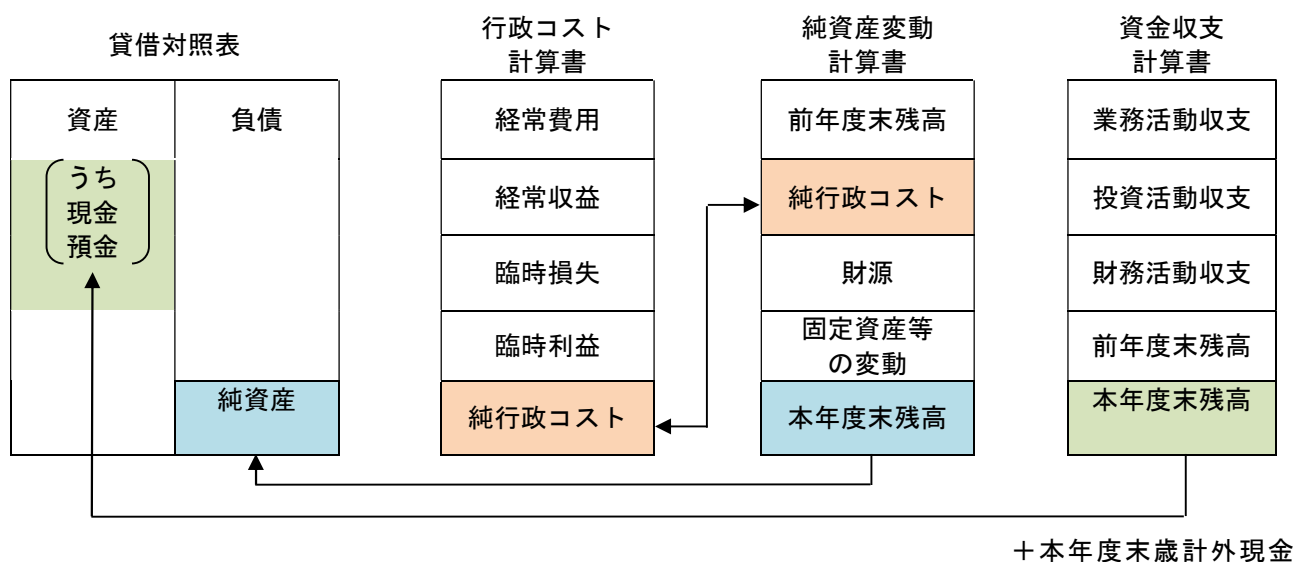 貸借対照表
資産
負債
うち
現金
預金
純資産
行政コスト
計算書
経常費用
経常収益
臨時損失
臨時利益
純行政コスト
純資産変動
計算書
前年度末残高
純行政コスト
財源
固定資産等
の変動
本年度末残高
資金収支
計算書
業務活動収支
投資活動収支
財務活動収支
前年度末残高
本年度末残高
+本年度末歳計外現金